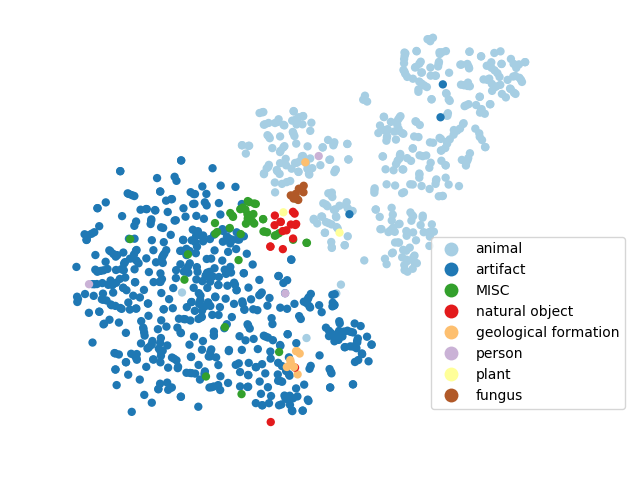 animal
artifact
MISC
natural object
geological formation
person
plant
fungus